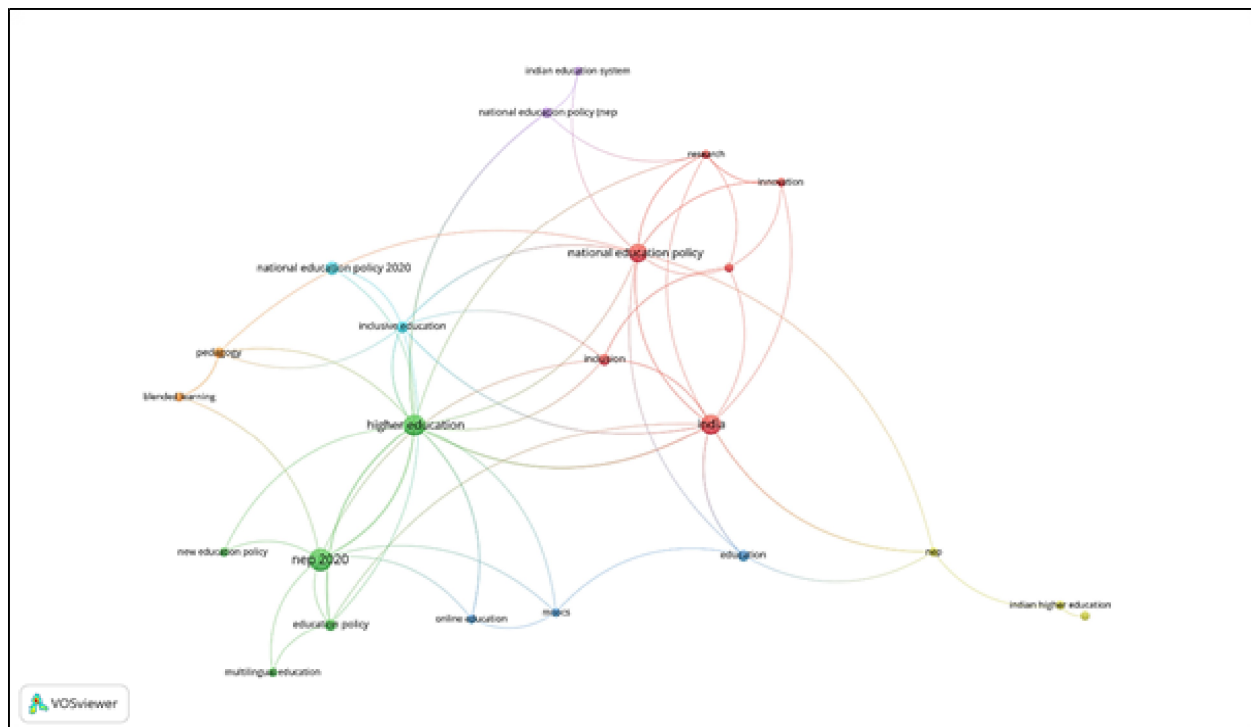 indian education system
national education policy (nep
research
innovation
national education policy
national education policy 2020
inclusive education
pedagogy
inclusion
blended learning
higher education
india
new education policy
nep 2020
education
nep
indian higher education
online education
moocs
education policy
multilingual education
VOSviewer